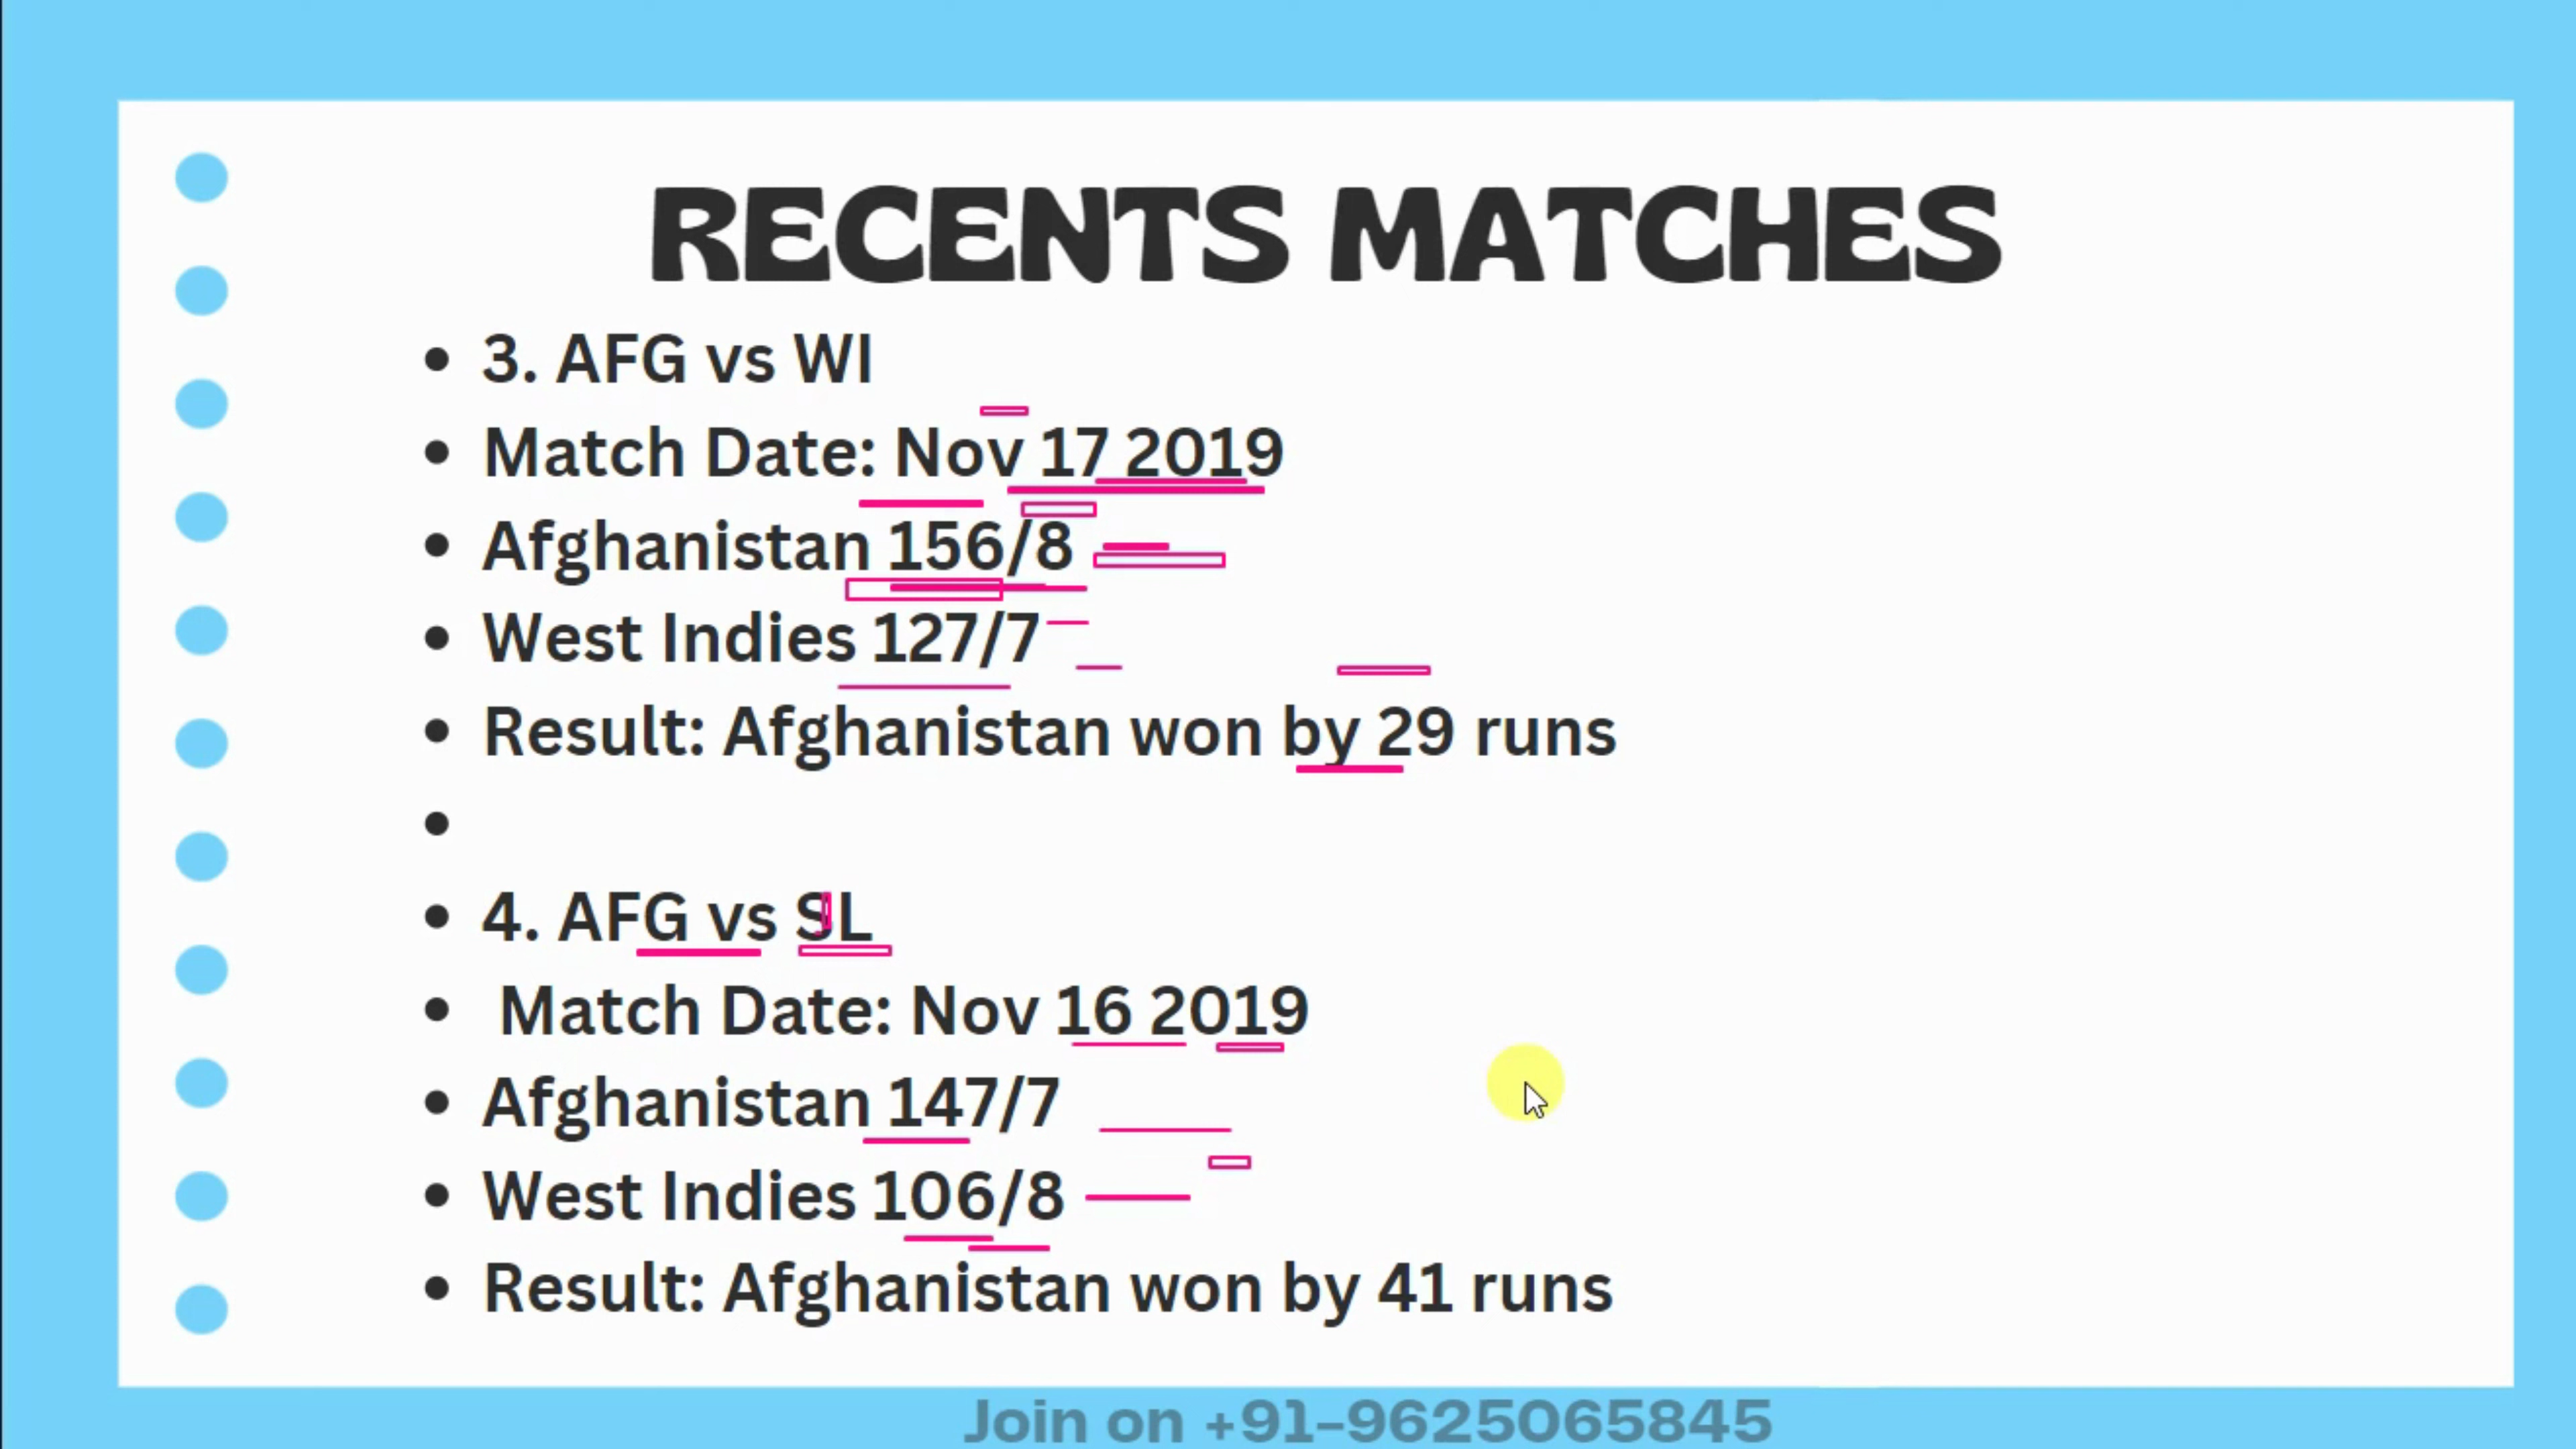 RECENTS MATCHES
• 3. AFG vs WI
• Match Date: Nov 17 2019
• Afghanistan 156/8
• West Indies 127/7
• Result: Afghanistan won by 29 runs
•
• 4. AFG vs SL
• Match Date: Nov 16 2019
• Afghanistan 147/7
• West Indies 106/8
• Result: Afghanistan won by 41 runs
Join on +91-9625065845